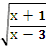 √x + 1
x − 3